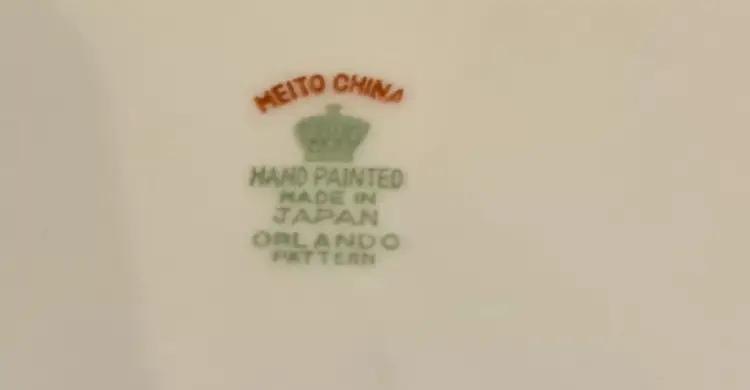 MEITO CHINA
HAND PAINTED
MADE IN
JAPAN
ORLANDO
PATTERN